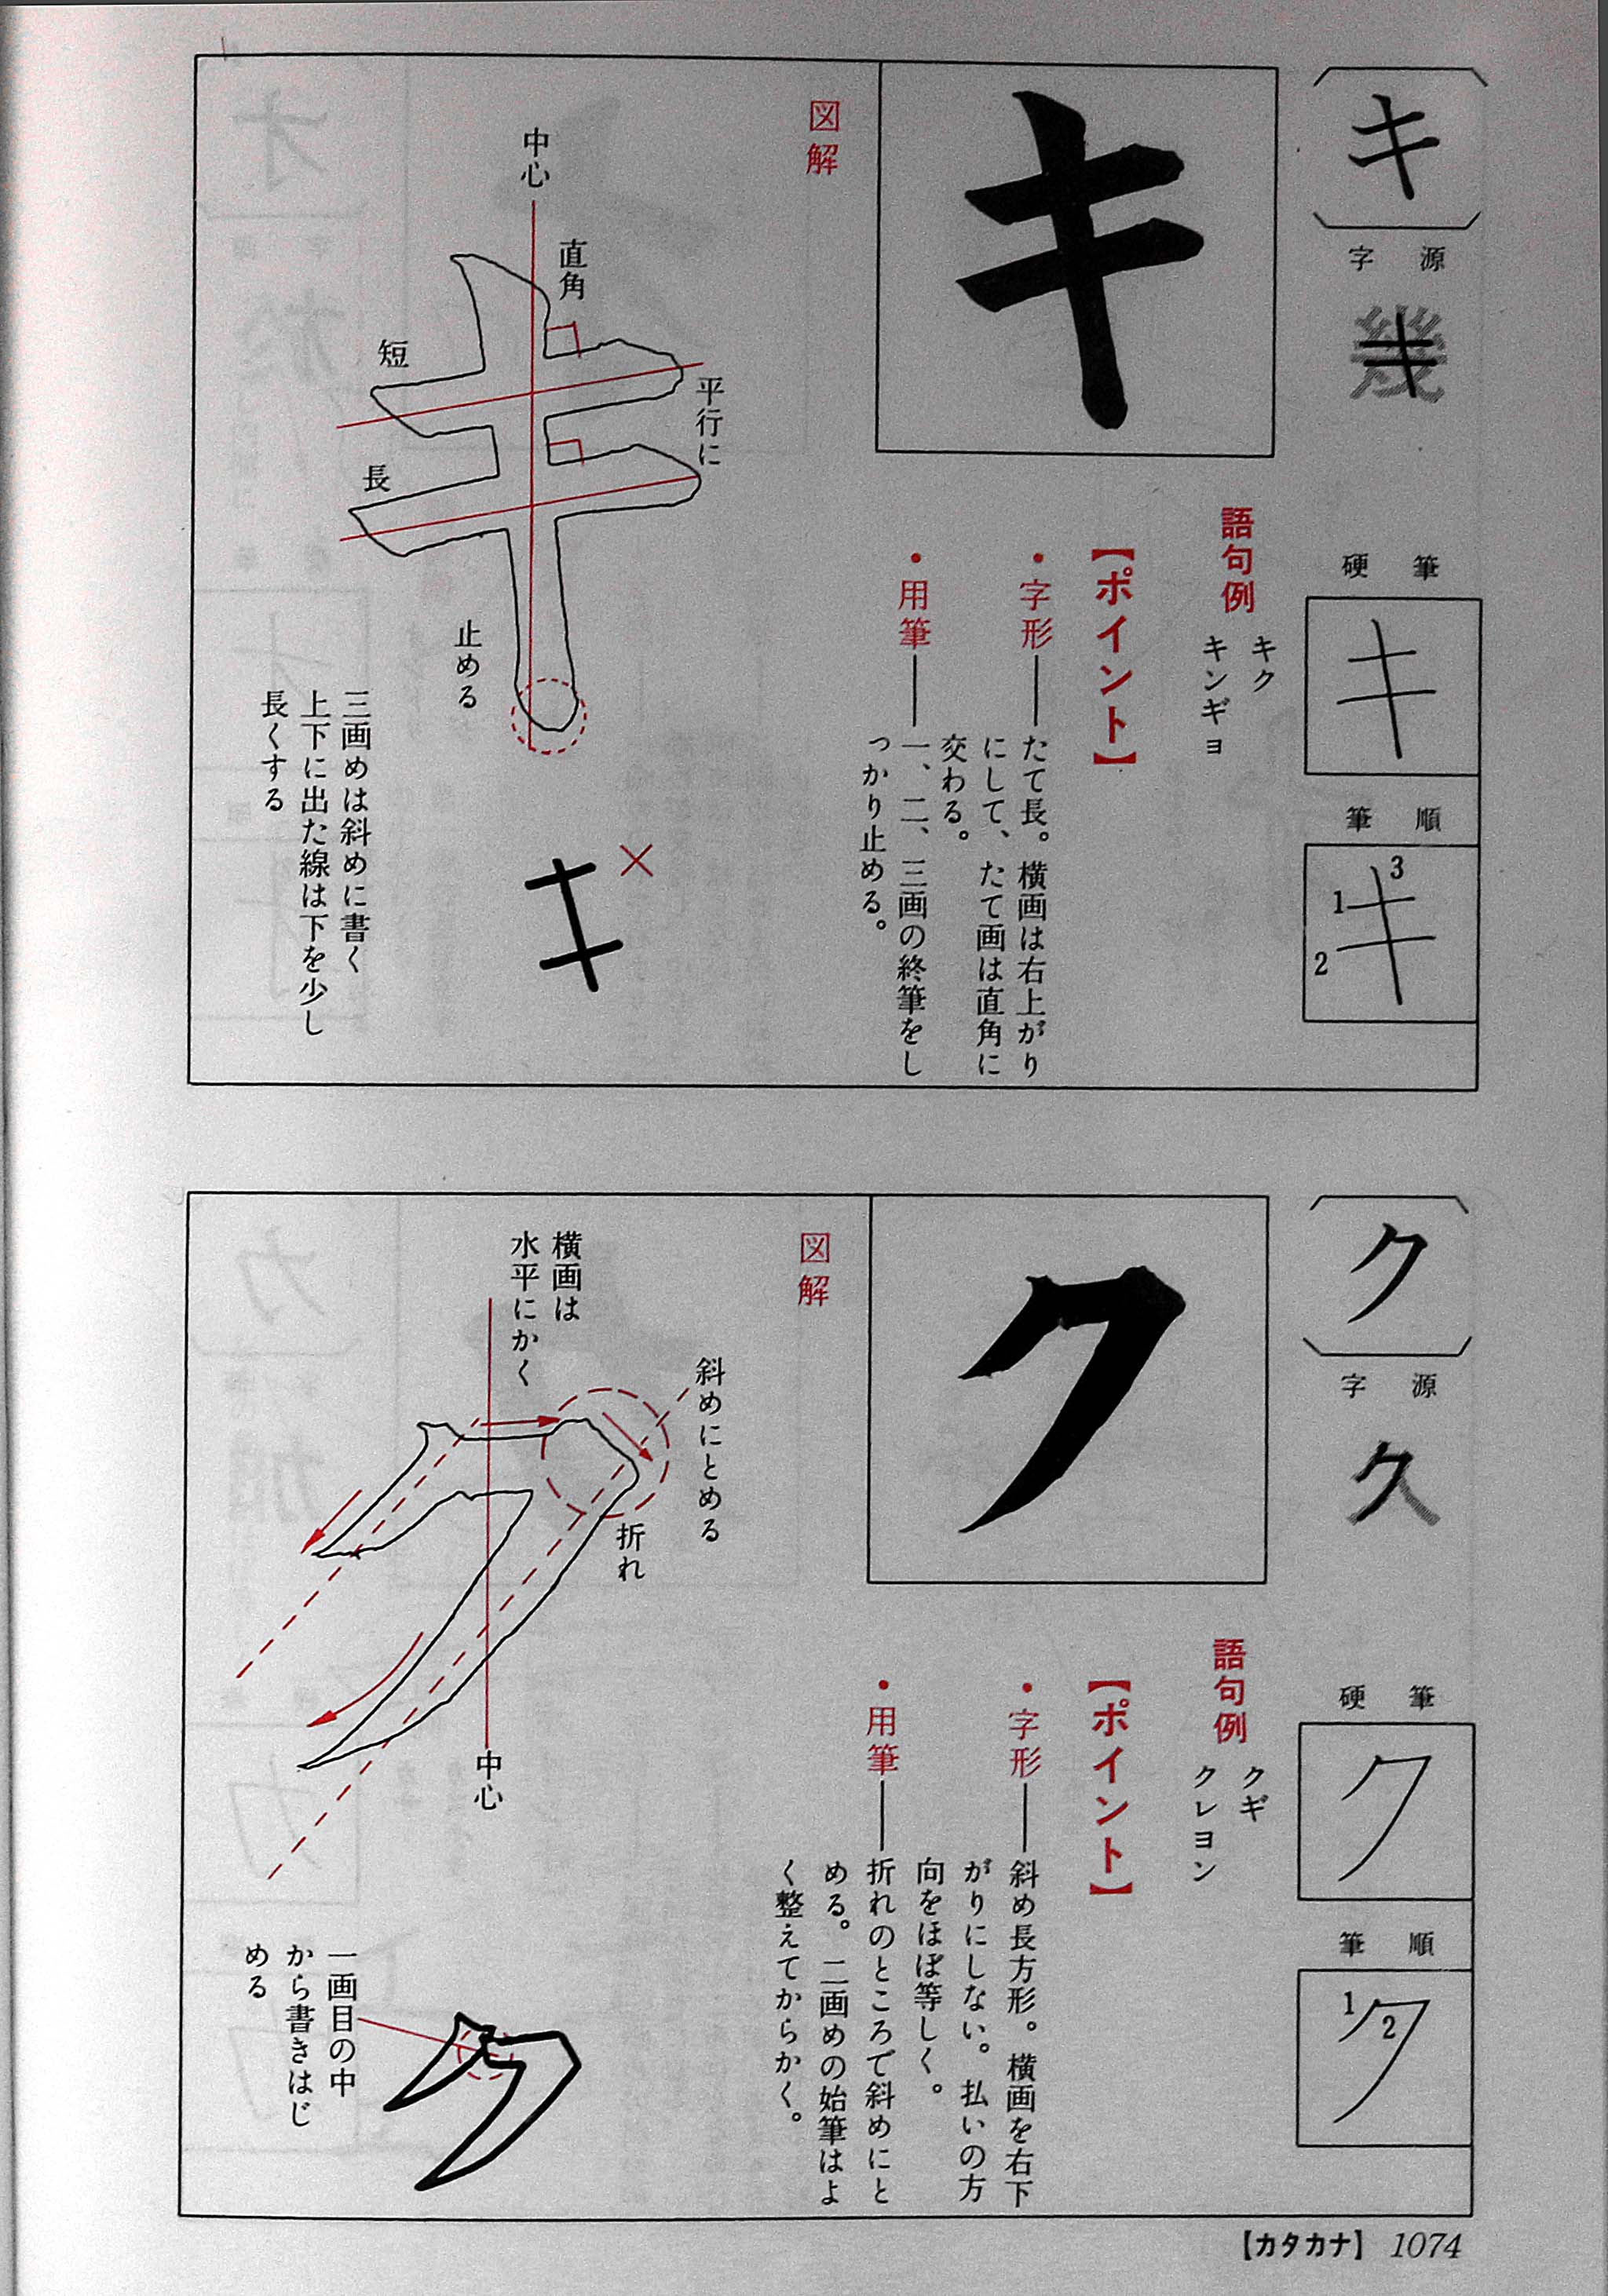 キ
字源
幾
硬筆
キ
筆順
キ
1
2
3
キ
語句例
キク
キンギョ
【ポイント】
・字形――たて長。横画は右上がり
にして、たて画は直角に
交わる。
・用筆――一、二、三画の終筆をし
っかり止める。
図解
中心
直角
短
平行に
長
止める
×
キ
三画めは斜めに書く
上下に出た線は下を少し
長くする
ク
字源
久
硬筆
ク
筆順
ク
1
2
ク
語句例
クギ
クレヨン
【ポイント】
・字形――斜め長方形。横画を右下
がりにしない。払いの方
向をほぼ等しく。
・用筆――折れのところで斜めにと
める。二画めの始筆はよ
く整えてからかく。
図解
斜めにとめる
横画は
水平にかく
折れ
中心
ク
一画目の中
から書きはじ
める
【カタカナ】 1074